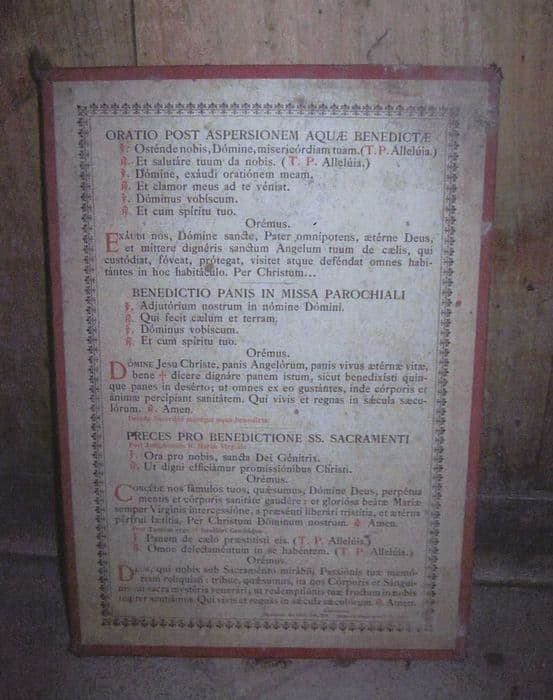 ORATIO POST ASPERSIONEM AQUÆ BENEDICTÆ
℣. Osténde nobis, Dómine, misericórdiam tuam. (T. P. Allelúia.)
℟. Et salutáre tuum da nobis. (T. P. Allelúia.)
℣. Dómine, exáudi oratiónem meam.
℟. Et clamor meus ad te véniat.
℣. Dóminus vobíscum.
℟. Et cum spíritu tuo.
Orémus.
EXÁUDI nos, Dómine sancte, Pater omnípotens, ætérne Deus,
et míttere dignéris sanctum Angelum tuum de cælis, qui
custódiat, fóveat, prótegat, vísitet atque deféndat omnes habi-
tántes in hoc habitáculo. Per Christum...
BENEDICTIO PANIS IN MISSA PAROCHIALI
℣. Adjutórium nostrum in nómine Dómini.
℟. Qui fecit cælum et terram.
℣. Dóminus vobíscum.
℟. Et cum spíritu tuo.
Orémus.
DÓMINE Jesu Christe, panis Angelórum, panis vivus ætérnæ vitæ,
bene ✝ dícere dignáre panem istum, sicut benedixísti quin-
que panes in desérto; ut omnes ex eo gustántes, inde córporis et
ánimæ percípiant sanitátem. Qui vivis et regnas in sæcula sæcu-
lórum. ℟. Amen.
PRECES PRO BENEDICTIONE SS. SACRAMENTI
℣. Ora pro nobis, sancta Dei Génitrix.
℟. Ut digni efficiámur promissiónibus Christi.
Orémus.
CONCÉDE nos fámulos tuos, quǽsumus, Dómine Deus, perpétua
mentis et córporis sanitáte gaudére: et gloriósa beátæ Maríæ
semper Vírginis intercessióne, a præsénti liberári tristítia, et ætérna
pérfrui lætítia. Per Christum Dóminum nostrum. ℟. Amen.
℣ Panem de cælo præstitísti eis. (T. P. Allelúia.)
℟. Omne delectaméntum in se habéntem. (T. P. Allelúia.)
Orémus.
DEUS, qui nobis sub Sacraménto mirábili, Passiónis tuæ memó-
riam reliquísti: tríbue, quǽsumus, ita nos Córporis et Sángui-
nis tui sacra mystéria venerári, ut redemptiónis tuæ fructum in nobis
júgiter sentiámus. Qui vivis et regnas in sæcula sæculórum. ℟. Amen.